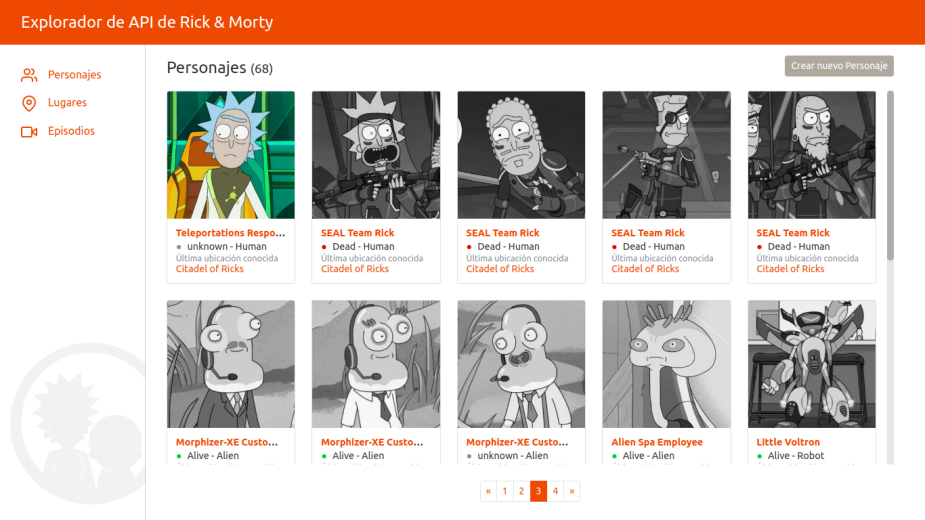 Explorador de API de Rick & Morty
Personajes
Lugares
Episodios
Personajes (68)
Crear nuevo Personaje
Teleportations Respo...
unknown - Human
Última ubicación conocida
Citadel of Ricks
SEAL Team Rick
Dead - Human
Última ubicación conocida
Citadel of Ricks
SEAL Team Rick
Dead - Human
Última ubicación conocida
Citadel of Ricks
SEAL Team Rick
Dead - Human
Última ubicación conocida
Citadel of Ricks
SEAL Team Rick
Dead - Human
Última ubicación conocida
Citadel of Ricks
Morphizer-XE Custo...
Alive - Alien
Morphizer-XE Custo...
Alive - Alien
Morphizer-XE Custo...
unknown - Alien
Alien Spa Employee
Alive - Alien
Little Voltron
Alive - Robot
« 1 2 3 4 »